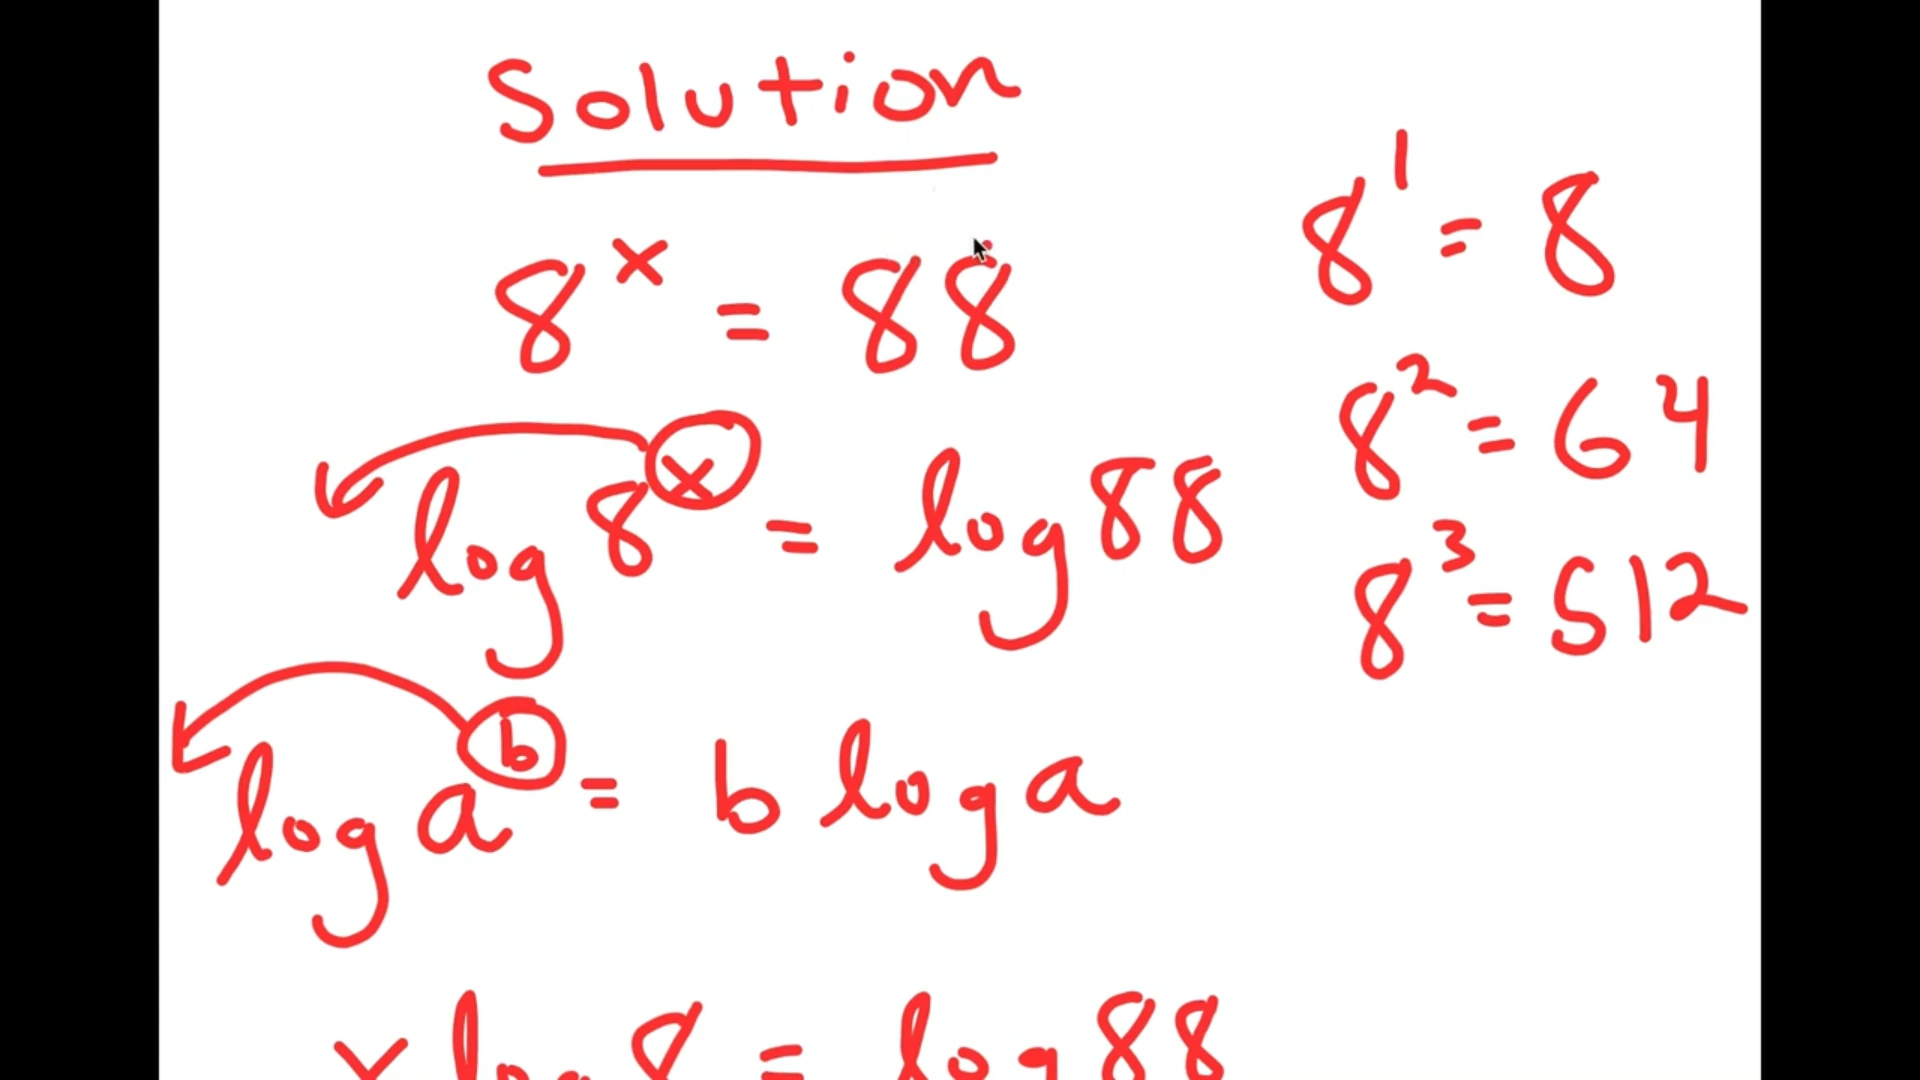 Solution
8^x = 88
log 8^x = log 88
log a^b = b log a
x log 8 = log 88
8^1 = 8
8^2 = 64
8^3 = 512